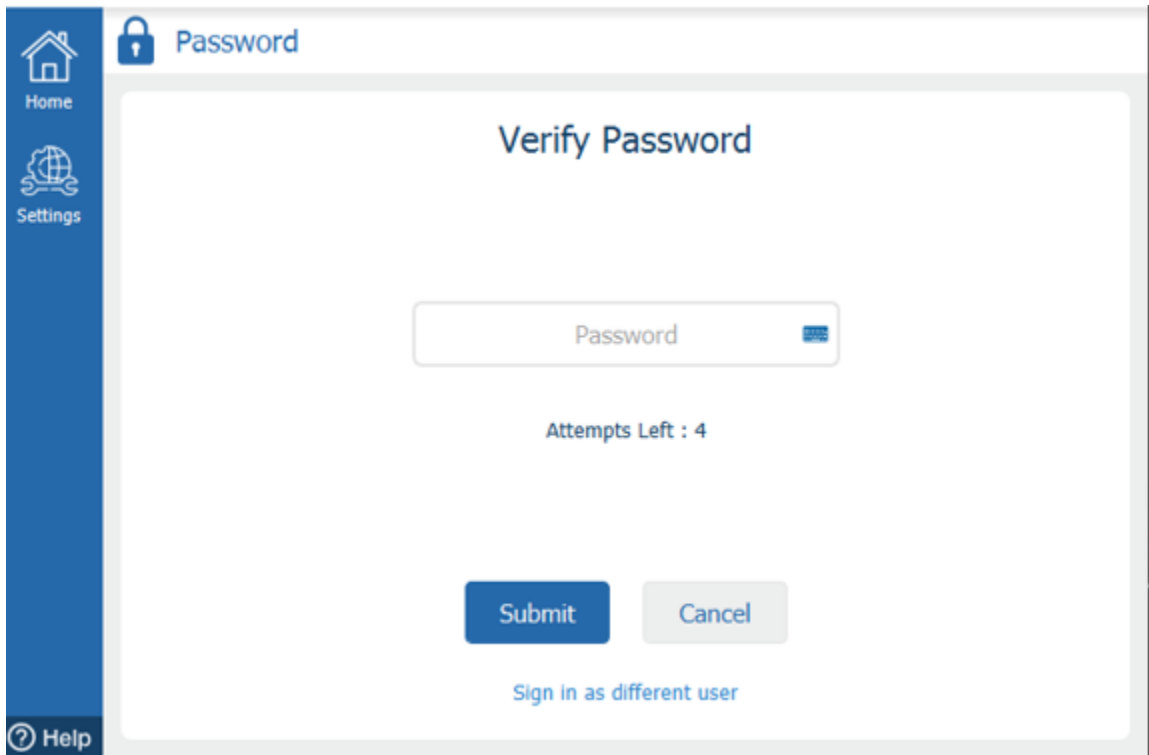 Home
Settings
Help
Password
Verify Password
Password
Attempts Left : 4
Submit
Cancel
Sign in as different user